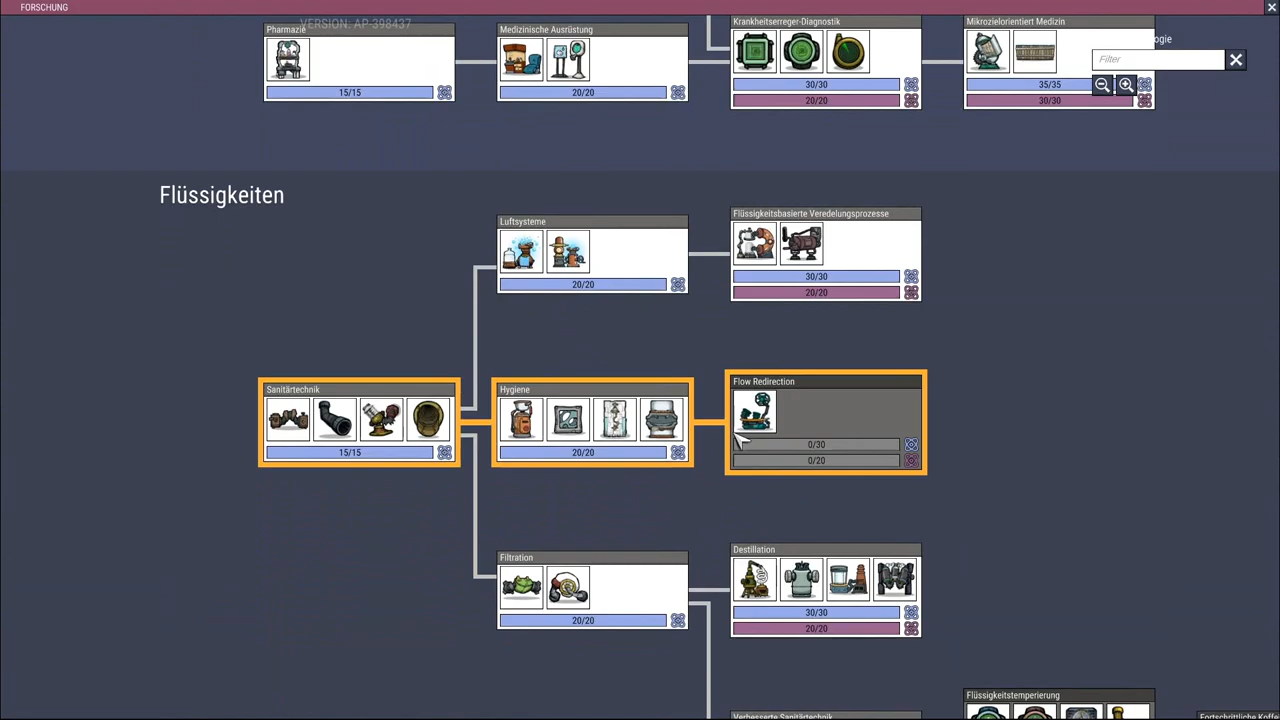 FORSCHUNG
VERSION: AP-398437
Pharmazie
Medizinische Ausrüstung
Krankheitserreger-Diagnostik
Mikrozielorientiert Medizin
ogie
Filter
15/15
20/20
30/30
20/20
35/35
30/30
Flüssigkeiten
Luftsysteme
20/20
Flüssigkeitsbasierte Veredelungsprozesse
30/30
20/20
Sanitärtechnik
15/15
Hygiene
20/20
Flow Redirection
0/30
0/20
Filtration
20/20
Destillation
30/30
20/20
Verbesserte Sanitärtechnik
Flüssigkeitstemperierung
Fortschrittliche